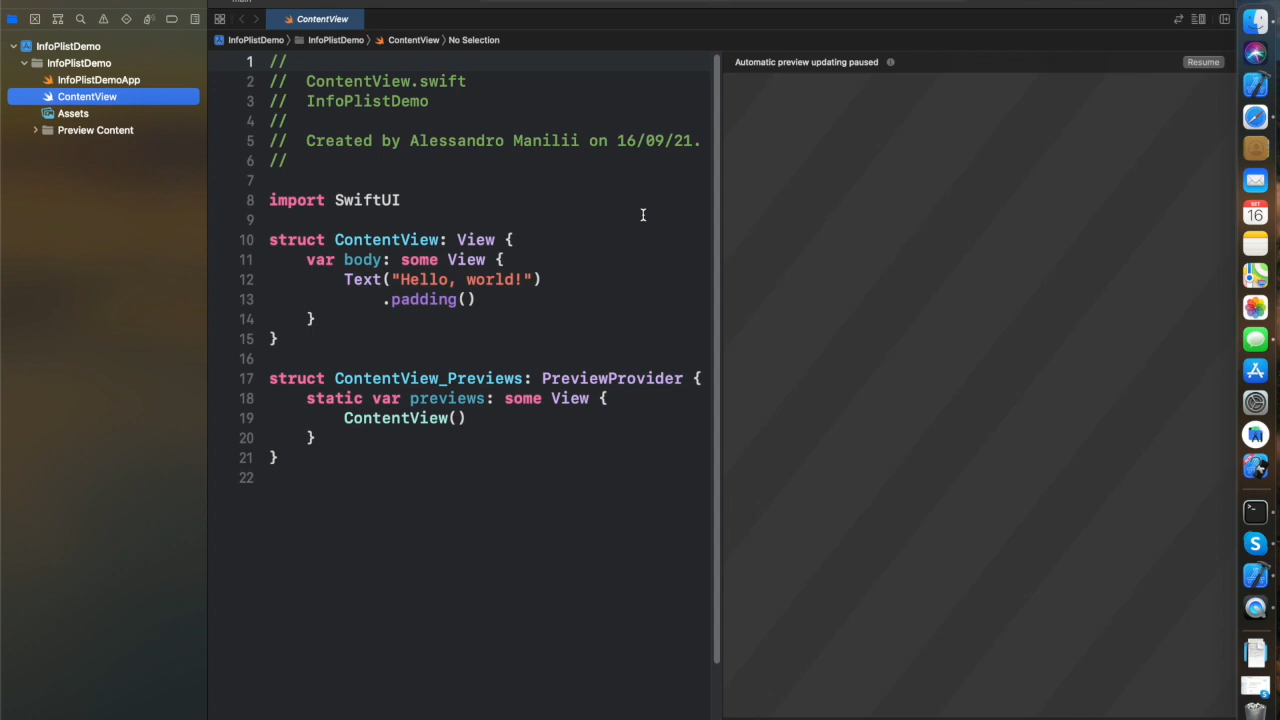 main
ContentView
InfoPlistDemo
InfoPlistDemo
InfoPlistDemoApp
ContentView
Assets
Preview Content
InfoPlistDemo 〉 InfoPlistDemo 〉 ContentView 〉 No Selection
1 //
2 //  ContentView.swift
3 //  InfoPlistDemo
4 //
5 //  Created by Alessandro Manilii on 16/09/21.
6 //
7
8 import SwiftUI
9
10 struct ContentView: View {
11     var body: some View {
12         Text("Hello, world!")
13             .padding()
14     }
15 }
16
17 struct ContentView_Previews: PreviewProvider {
18     static var previews: some View {
19         ContentView()
20     }
21 }
22
Automatic preview updating paused
Resume
SET
16